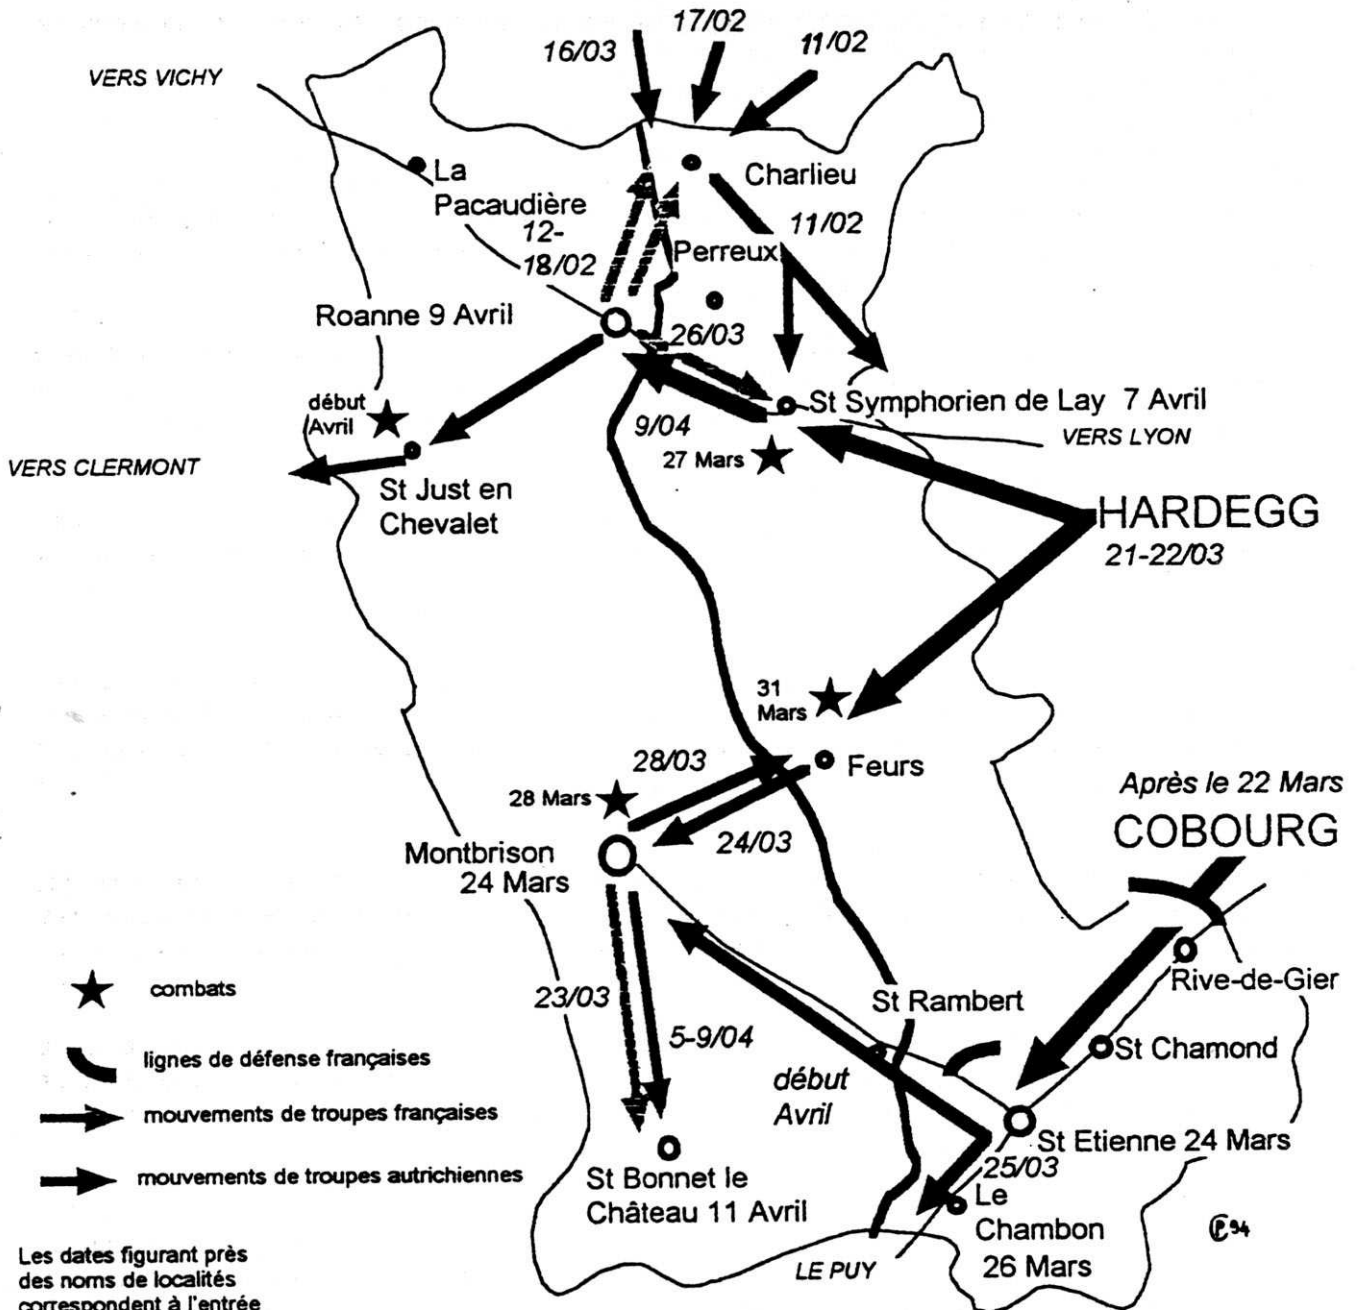 17/02
16/03
11/02
VERS VICHY
La
Pacaudière
Charlieu
12-
18/02
11/02
Perreux
Roanne 9 Avril
26/03
début
Avril
St Symphorien de Lay 7 Avril
9/04
VERS LYON
27 Mars
VERS CLERMONT
St Just en
Chevalet
HARDEGG
21-22/03
31
Mars
28/03
Feurs
28 Mars
Après le 22 Mars
COBOURG
24/03
Montbrison
24 Mars
combats
23/03
St Rambert
Rive-de-Gier
5-9/04
lignes de défense françaises
St Chamond
début
Avril
mouvements de troupes françaises
St Etienne 24 Mars
25/03
mouvements de troupes autrichiennes
St Bonnet le
Château 11 Avril
Le
Chambon
26 Mars
LE PUY
Les dates figurant près
des noms de localités
correspondent à l'entrée